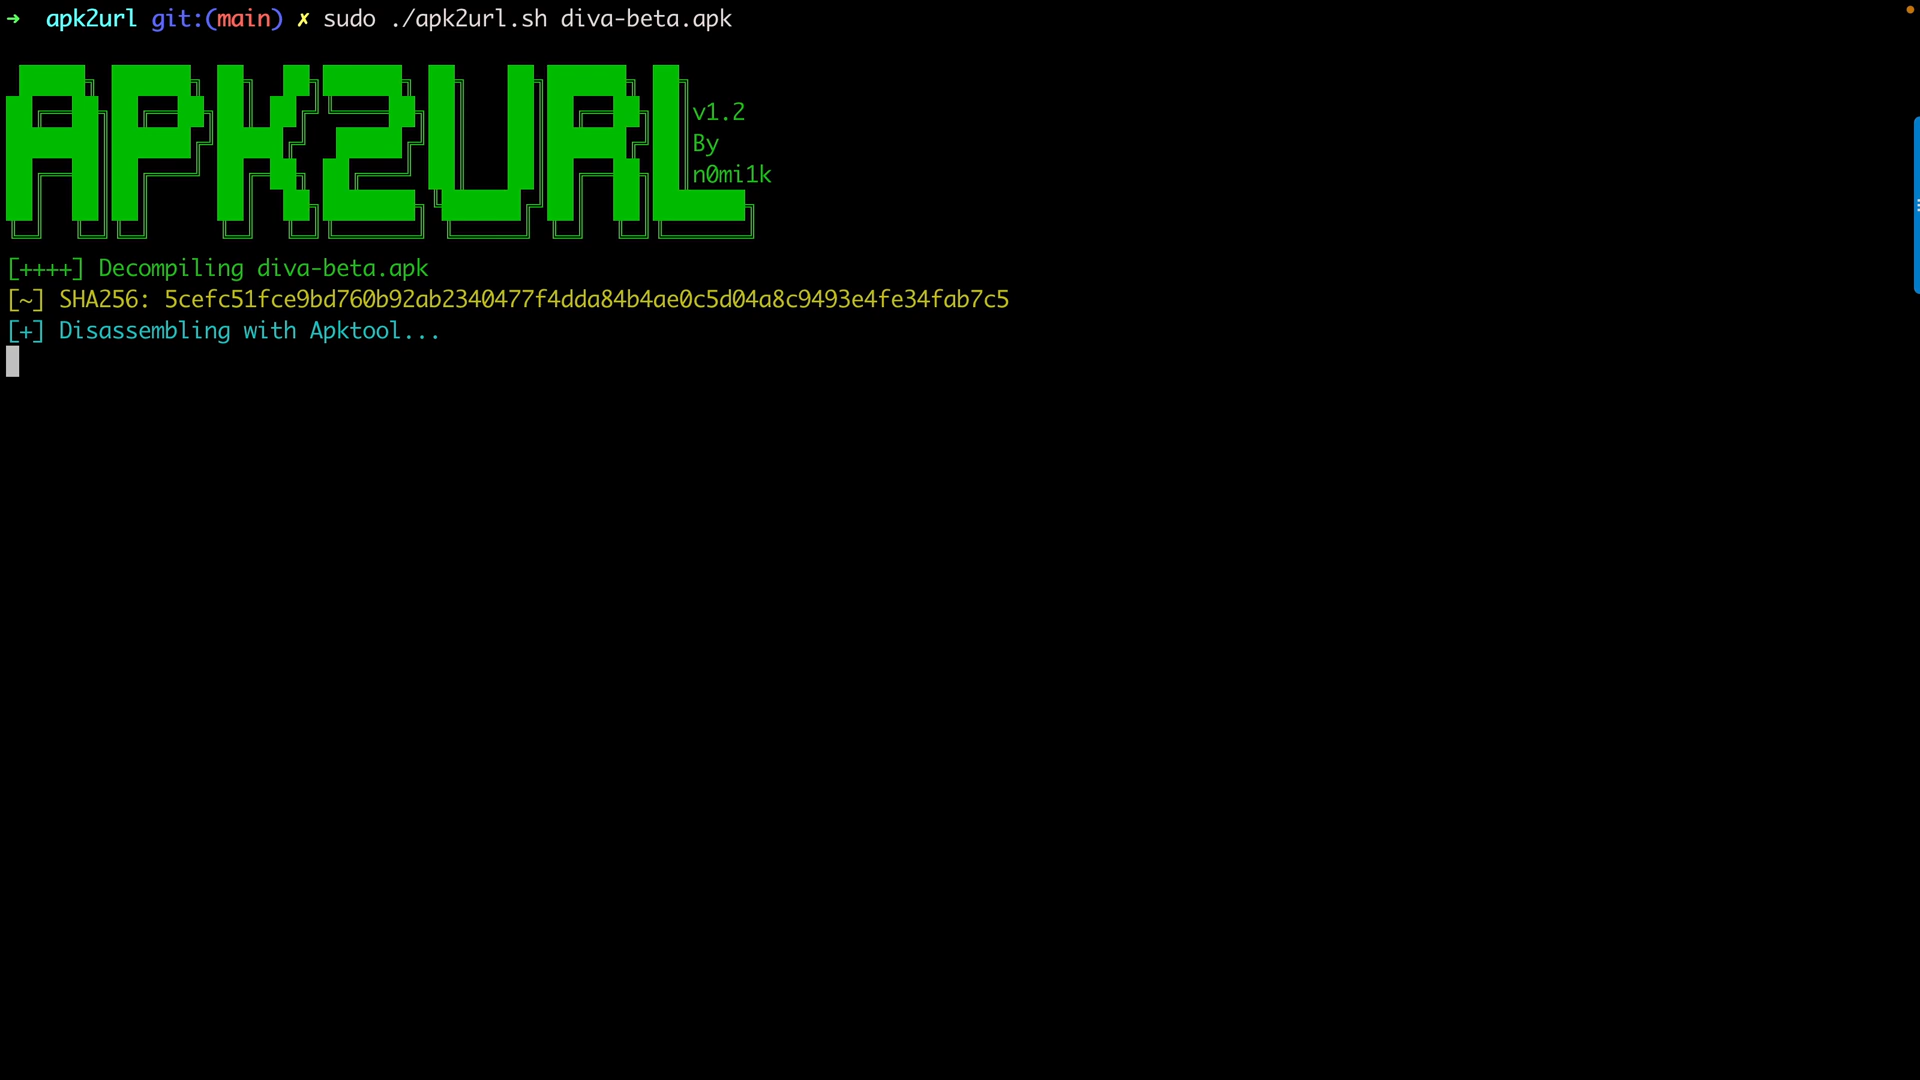 ➜ apk2url git:(main) ✗ sudo ./apk2url.sh diva-beta.apk
APK2URL
v1.2
By
n0mi1k
[++++] Decompiling diva-beta.apk
[~] SHA256: 5cefc51fce9bd760b92ab2340477f4dda84b4ae0c5d04a8c9493e4fe34fab7c5
[+] Disassembling with Apktool...